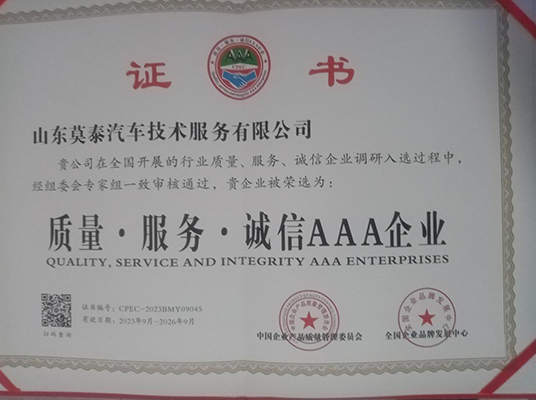 证书
CPEC
山东莫泰汽车技术服务有限公司
贵公司在全国开展的行业质量、服务、诚信企业调研入选过程中，
经组委会专家组一致审核通过，贵企业被荣选为：
质量·服务·诚信AAA企业
QUALITY, SERVICE AND INTEGRITY AAA ENTERPRISES
证书编号：CPEC-2023BMY09045
有效日期：2023年9月-2026年9月
扫码查询
中国企业产品质量管理委员会
全国企业品牌发展中心